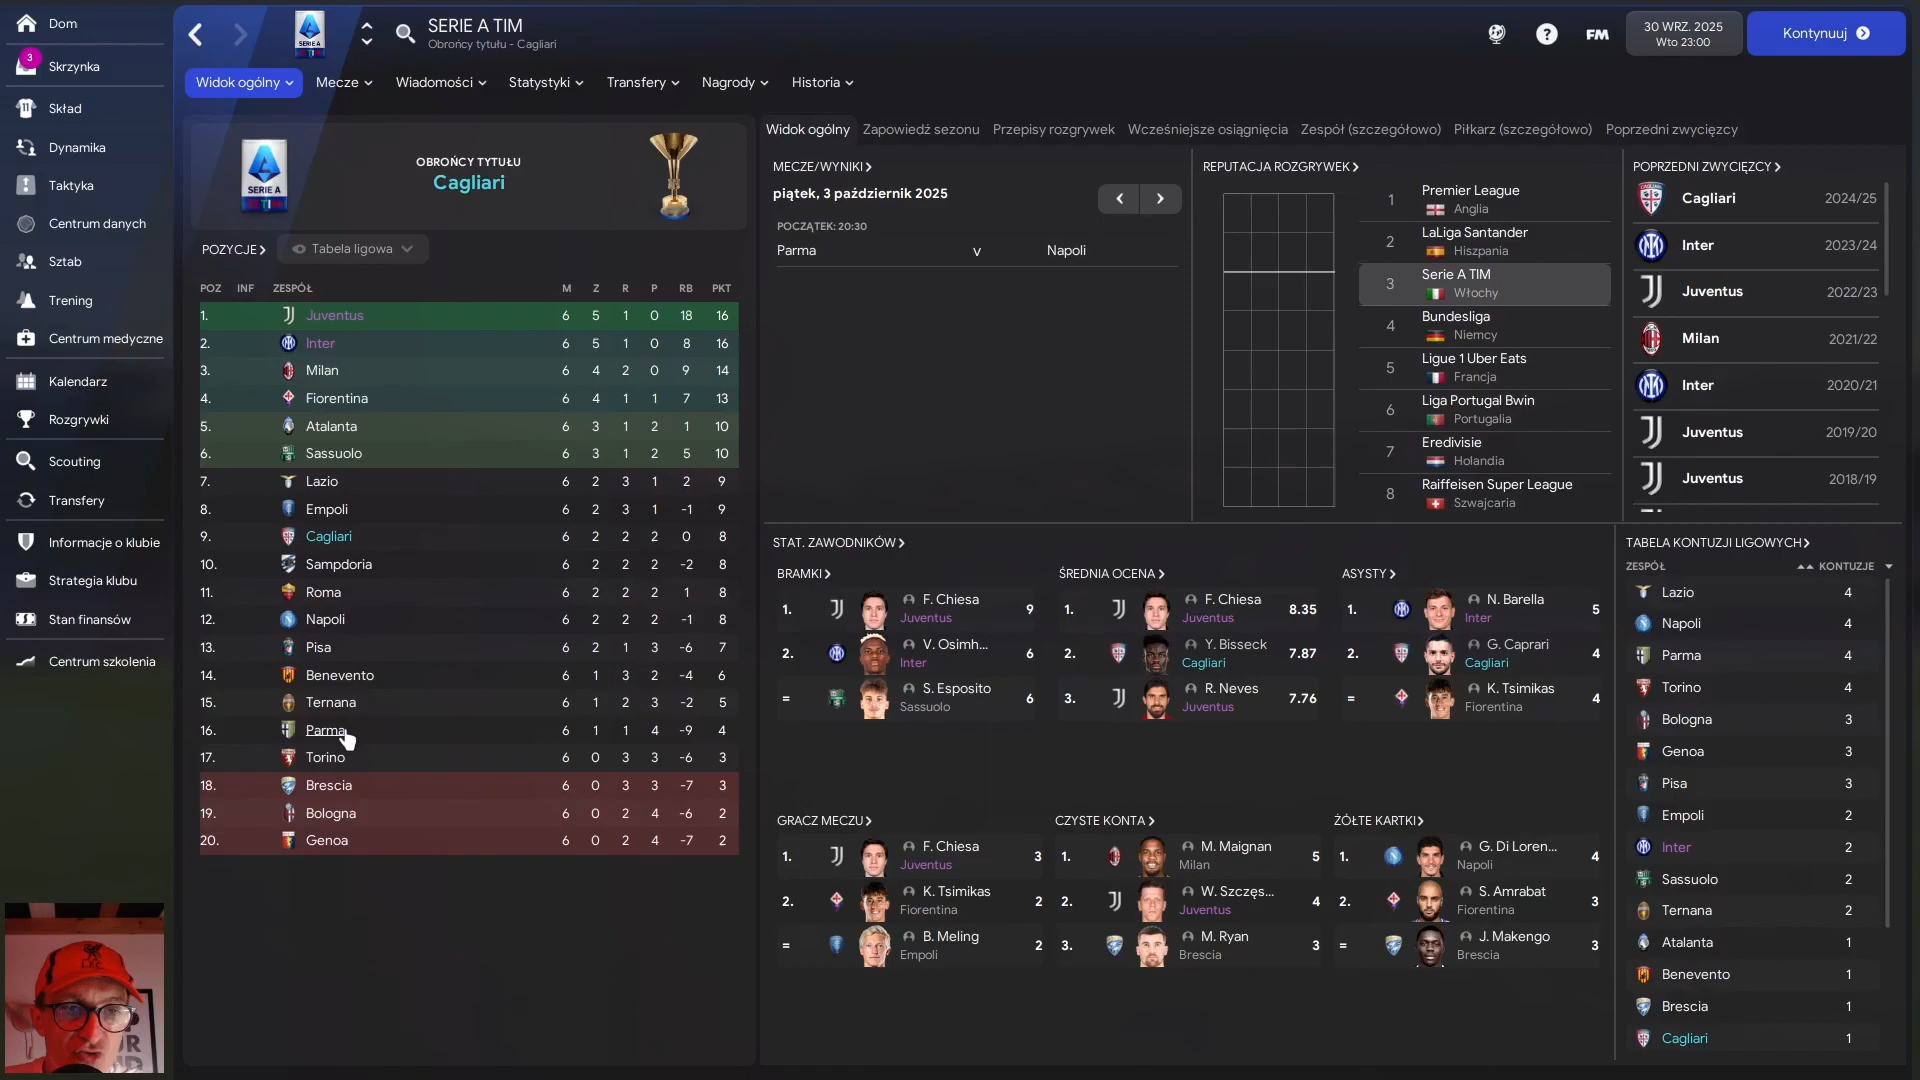 Dom
3
Skrzynka
Skład
Dynamika
Taktyka
Centrum danych
Sztab
Trening
Centrum medyczne
Kalendarz
Rozgrywki
Scouting
Transfery
Informacje o klubie
Strategia klubu
Stan finansów
Centrum szkolenia
SERIE A TIM
Obrońcy tytułu - Cagliari
FM
30 WRZ. 2025
Wto 23:00
Kontynuuj
Widok ogólny
Mecze
Wiadomości
Statystyki
Transfery
Nagrody
Historia
OBROŃCY TYTUŁU
Cagliari
POZYCJE
Tabela ligowa
POZ INF ZESPÓŁ M Z R P RB PKT
1. Juventus 6 5 1 0 18 16
2. Inter 6 5 1 0 8 16
3. Milan 6 4 2 0 9 14
4. Fiorentina 6 4 1 1 7 13
5. Atalanta 6 3 1 2 1 10
6. Sassuolo 6 3 1 2 5 10
7. Lazio 6 2 3 1 2 9
8. Empoli 6 2 3 1 -1 9
9. Cagliari 6 2 2 2 0 8
10. Sampdoria 6 2 2 2 -2 8
11. Roma 6 2 2 2 1 8
12. Napoli 6 2 2 2 -1 8
13. Pisa 6 2 1 3 -6 7
14. Benevento 6 1 3 2 -4 6
15. Ternana 6 1 2 3 -2 5
16. Parma 6 1 1 4 -9 4
17. Torino 6 0 3 3 -6 3
18. Brescia 6 0 3 3 -7 3
19. Bologna 6 0 2 4 -6 2
20. Genoa 6 0 2 4 -7 2
Widok ogólny
Zapowiedź sezonu
Przepisy rozgrywek
Wcześniejsze osiągnięcia
Zespół (szczegółowo)
Piłkarz (szczegółowo)
Poprzedni zwycięzcy
MECZE/WYNIKI
piątek, 3 październik 2025
POCZĄTEK: 20:30
Parma v Napoli
REPUTACJA ROZGRYWEK
1 Premier League
Anglia
2 LaLiga Santander
Hiszpania
3 Serie A TIM
Włochy
4 Bundesliga
Niemcy
5 Ligue 1 Uber Eats
Francja
6 Liga Portugal Bwin
Portugalia
7 Eredivisie
Holandia
8 Raiffeisen Super League
Szwajcaria
POPRZEDNI ZWYCIĘZCY
Cagliari 2024/25
Inter 2023/24
Juventus 2022/23
Milan 2021/22
Inter 2020/21
Juventus 2019/20
Juventus 2018/19
STAT. ZAWODNIKÓW
BRAMKI
1. F. Chiesa 9
Juventus
2. V. Osimh... 6
Inter
= S. Esposito 6
Sassuolo
ŚREDNIA OCENA
1. F. Chiesa 8.35
Juventus
2. Y. Bisseck 7.87
Cagliari
3. R. Neves 7.76
Juventus
ASYSTY
1. N. Barella 5
Inter
2. G. Caprari 4
Cagliari
= K. Tsimikas 4
Fiorentina
GRACZ MECZU
1. F. Chiesa 3
Juventus
2. K. Tsimikas 2
Fiorentina
= B. Meling 2
Empoli
CZYSTE KONTA
1. M. Maignan 5
Milan
2. W. Szczęs... 4
Juventus
3. M. Ryan 3
Brescia
ŻÓŁTE KARTKI
1. G. Di Loren... 4
Napoli
2. S. Amrabat 3
Fiorentina
= J. Makengo 3
Brescia
TABELA KONTUZJI LIGOWYCH
ZESPÓŁ KONTUZJE
Lazio 4
Napoli 4
Parma 4
Torino 4
Bologna 3
Genoa 3
Pisa 3
Empoli 2
Inter 2
Sassuolo 2
Ternana 2
Atalanta 1
Benevento 1
Brescia 1
Cagliari 1